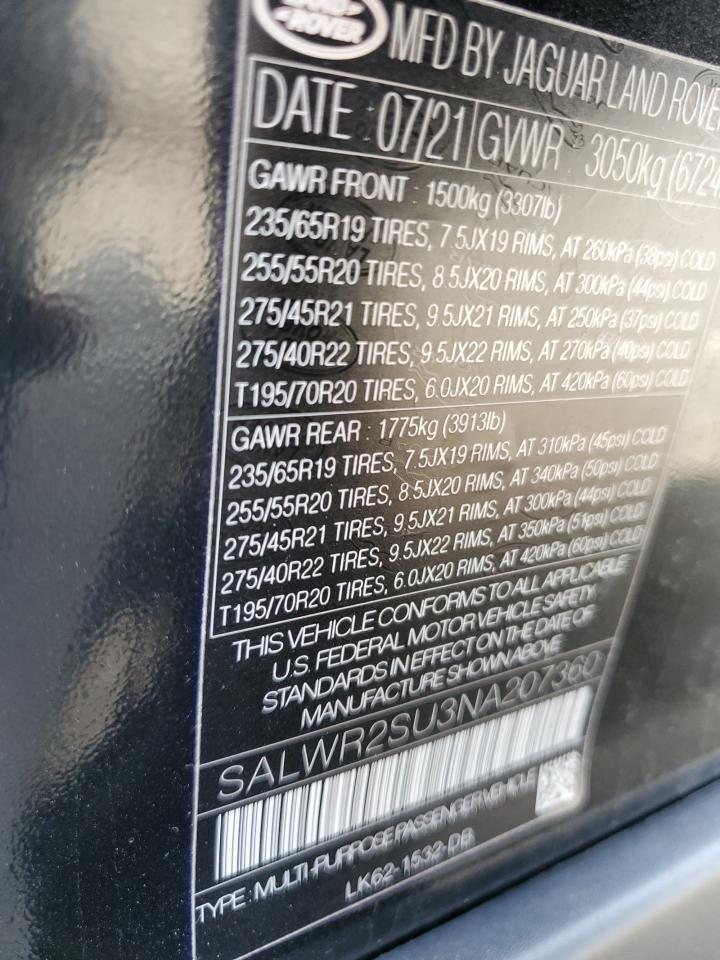 LAND
ROVER
MFD BY JAGUAR LAND ROVE
DATE : 07/21 GVWR : 3050kg (6724
GAWR FRONT : 1500kg (3307lb)
235/65R19 TIRES, 7.5JX19 RIMS, AT 260kPa (38psi) COLD
255/55R20 TIRES, 8.5JX20 RIMS, AT 300kPa (44psi) COLD
275/45R21 TIRES, 9.5JX21 RIMS, AT 250kPa (37psi) COLD
275/40R22 TIRES, 9.5JX22 RIMS, AT 270kPa (40psi) COLD
T195/70R20 TIRES, 6.0JX20 RIMS, AT 420kPa (60psi) COLD
GAWR REAR : 1775kg (3913lb)
235/65R19 TIRES, 7.5JX19 RIMS, AT 310kPa (45psi) COLD
255/55R20 TIRES, 8.5JX20 RIMS, AT 340kPa (50psi) COLD
275/45R21 TIRES, 9.5JX21 RIMS, AT 300kPa (44psi) COLD
275/40R22 TIRES, 9.5JX22 RIMS, AT 350kPa (51psi) COLD
T195/70R20 TIRES, 6.0JX20 RIMS, AT 420kPa (60psi) COLD
THIS VEHICLE CONFORMS TO ALL APPLICABLE
U.S. FEDERAL MOTOR VEHICLE SAFETY
STANDARDS IN EFFECT ON THE DATE OF
MANUFACTURE SHOWN ABOVE
SALWR2SU3NA207360
TYPE : MULTI-PURPOSE PASSENGER VEHICLE
LK62-1532-DB